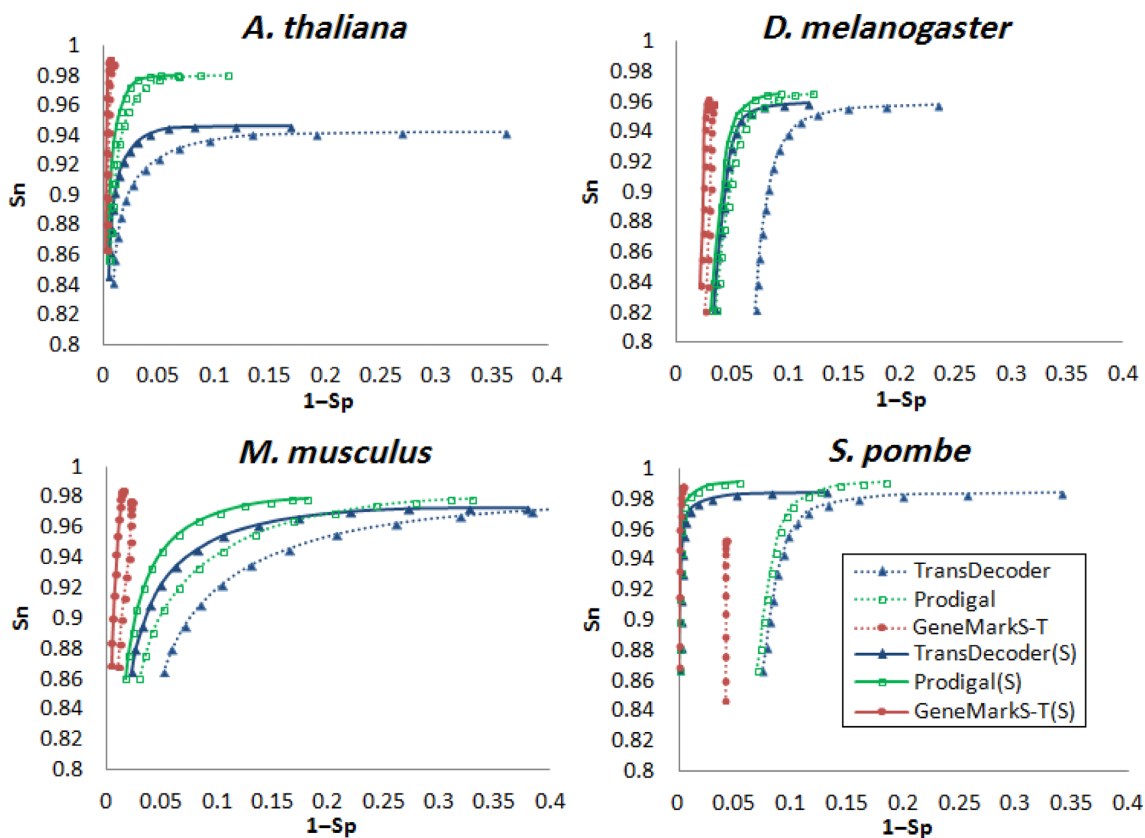 A. thaliana
1
0.98
0.96
0.94
0.92
0.9
0.88
0.86
0.84
0.82
0.8
Sn
0 0.05 0.1 0.15 0.2 0.25 0.3 0.35 0.4
1–Sp
D. melanogaster
1
0.98
0.96
0.94
0.92
0.9
0.88
0.86
0.84
0.82
0.8
Sn
0 0.05 0.1 0.15 0.2 0.25 0.3 0.35 0.4
1–Sp
M. musculus
1
0.98
0.96
0.94
0.92
0.9
0.88
0.86
0.84
0.82
0.8
Sn
0 0.05 0.1 0.15 0.2 0.25 0.3 0.35 0.4
1–Sp
S. pombe
1
0.98
0.96
0.94
0.92
0.9
0.88
0.86
0.84
0.82
0.8
Sn
0 0.05 0.1 0.15 0.2 0.25 0.3 0.35 0.4
1–Sp
TransDecoder
Prodigal
GeneMarkS-T
TransDecoder(S)
Prodigal(S)
GeneMarkS-T(S)